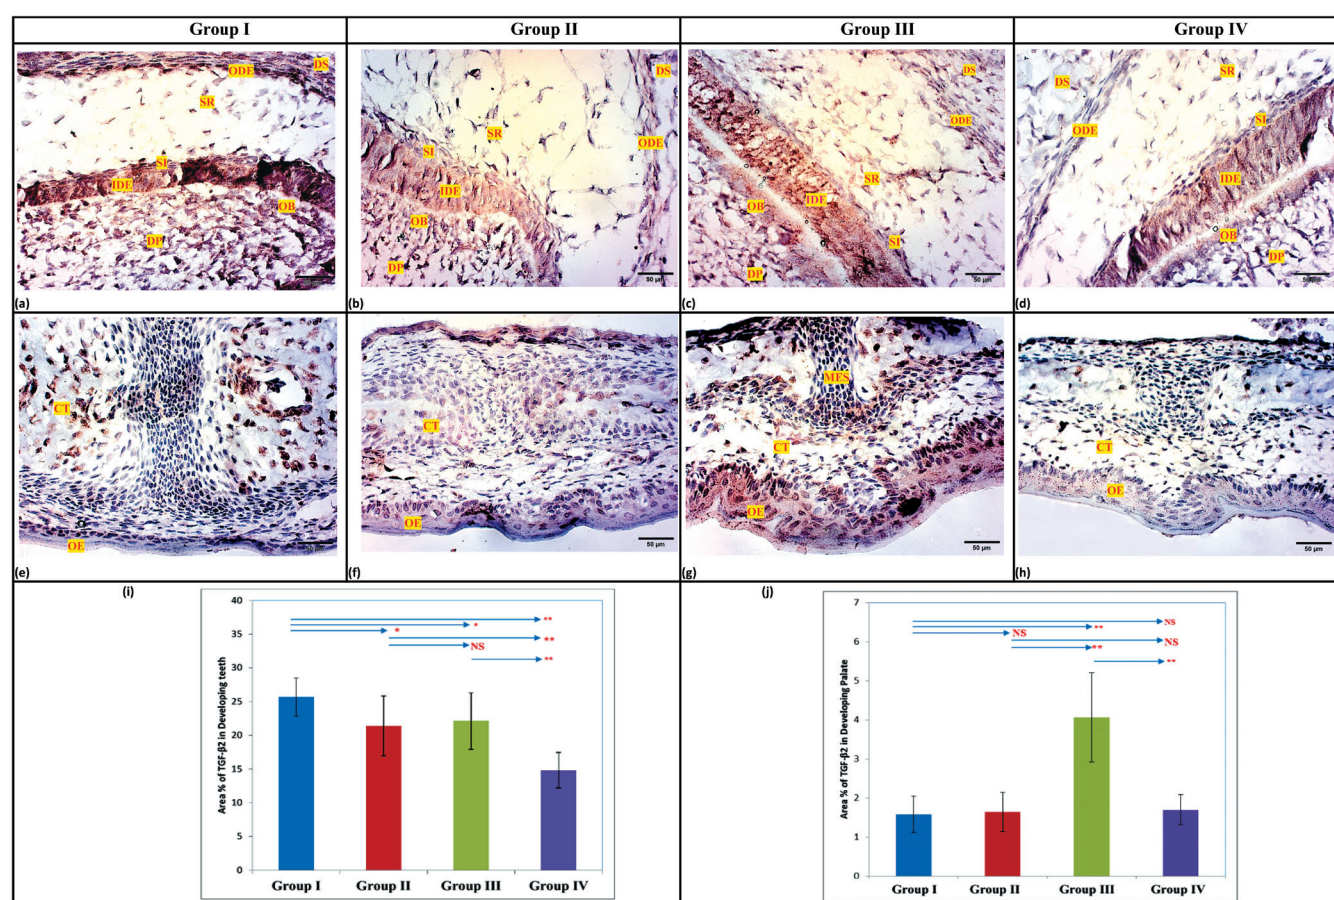 Group I
Group II
Group III
Group IV
ODE
DS
SR
SI
IDE
OB
DP
(a)
DS
SR
ODE
SI
IDE
OB
DP
50 µm
(b)
DS
ODE
SR
IDE
OB
SI
DP
50 µm
(c)
SR
DS
SI
ODE
IDE
OB
DP
50 µm
(d)
CT
OE
50 µm
(e)
CT
OE
50 µm
(f)
MES
CT
OE
50 µm
(g)
CT
OE
50 µm
(h)
(i)
Area % of TGF-β2 in Developing teeth
40
35
30
25
20
15
10
5
0
**
*
*
**
NS
**
Group I
Group II
Group III
Group IV
(j)
Area % of TGF-β2 in Developing Palate
7
6
5
4
3
2
1
0
NS
**
NS
NS
**
**
Group I
Group II
Group III
Group IV